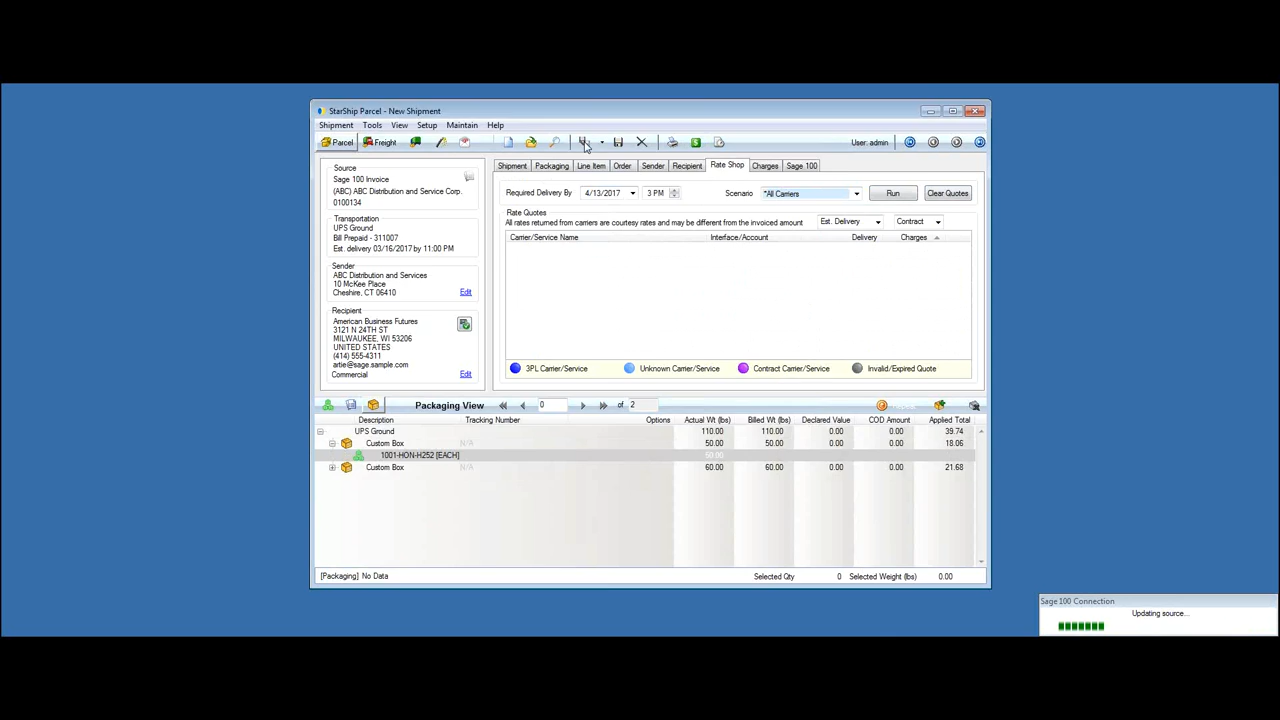 StarShip Parcel - New Shipment
Shipment Tools View Setup Maintain Help
Parcel Freight User: admin
Source
Sage 100 Invoice
(ABC) ABC Distribution and Service Corp.
0100134
Transportation
UPS Ground
Bill Prepaid - 311007
Est. delivery 03/16/2017 by 11:00 PM
Sender
ABC Distribution and Services
10 McKee Place
Cheshire, CT 06410
Edit
Recipient
American Business Futures
3121 N 24TH ST
MILWAUKEE, WI 53206
UNITED STATES
(414) 555-4311
artie@sage.sample.com
Commercial
Edit
Shipment Packaging Line Item Order Sender Recipient Rate Shop Charges Sage 100
Required Delivery By 4/13/2017 3 PM Scenario *All Carriers Run Clear Quotes
Rate Quotes
All rates returned from carriers are courtesy rates and may be different from the invoiced amount Est. Delivery Contract
Carrier/Service Name Interface/Account Delivery Charges
3PL Carrier/Service Unknown Carrier/Service Contract Carrier/Service Invalid/Expired Quote
Packaging View 0 of 2
Description Tracking Number Options Actual Wt (lbs) Billed Wt (lbs) Declared Value COD Amount Applied Total
UPS Ground 110.00 110.00 0.00 0.00 39.74
Custom Box N/A 50.00 50.00 0.00 0.00 18.06
1001-HON-H252 [EACH] 50.00
Custom Box N/A 60.00 60.00 0.00 0.00 21.68
[Packaging] No Data Selected Qty 0 Selected Weight (lbs) 0.00
Sage 100 Connection
Updating source...